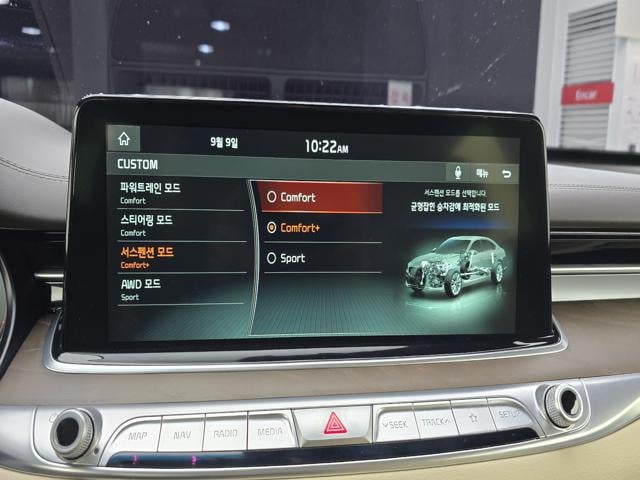 Encar
9월 9일
10:22AM
CUSTOM
메뉴
파워트레인 모드
Comfort
스티어링 모드
Comfort
서스펜션 모드
Comfort+
AWD 모드
Sport
Comfort
Comfort+
Sport
서스펜션 모드를 선택합니다
균형잡힌 승차감에 최적화된 모드
MAP
NAV
RADIO
MEDIA
SEEK
TRACK
SETUP